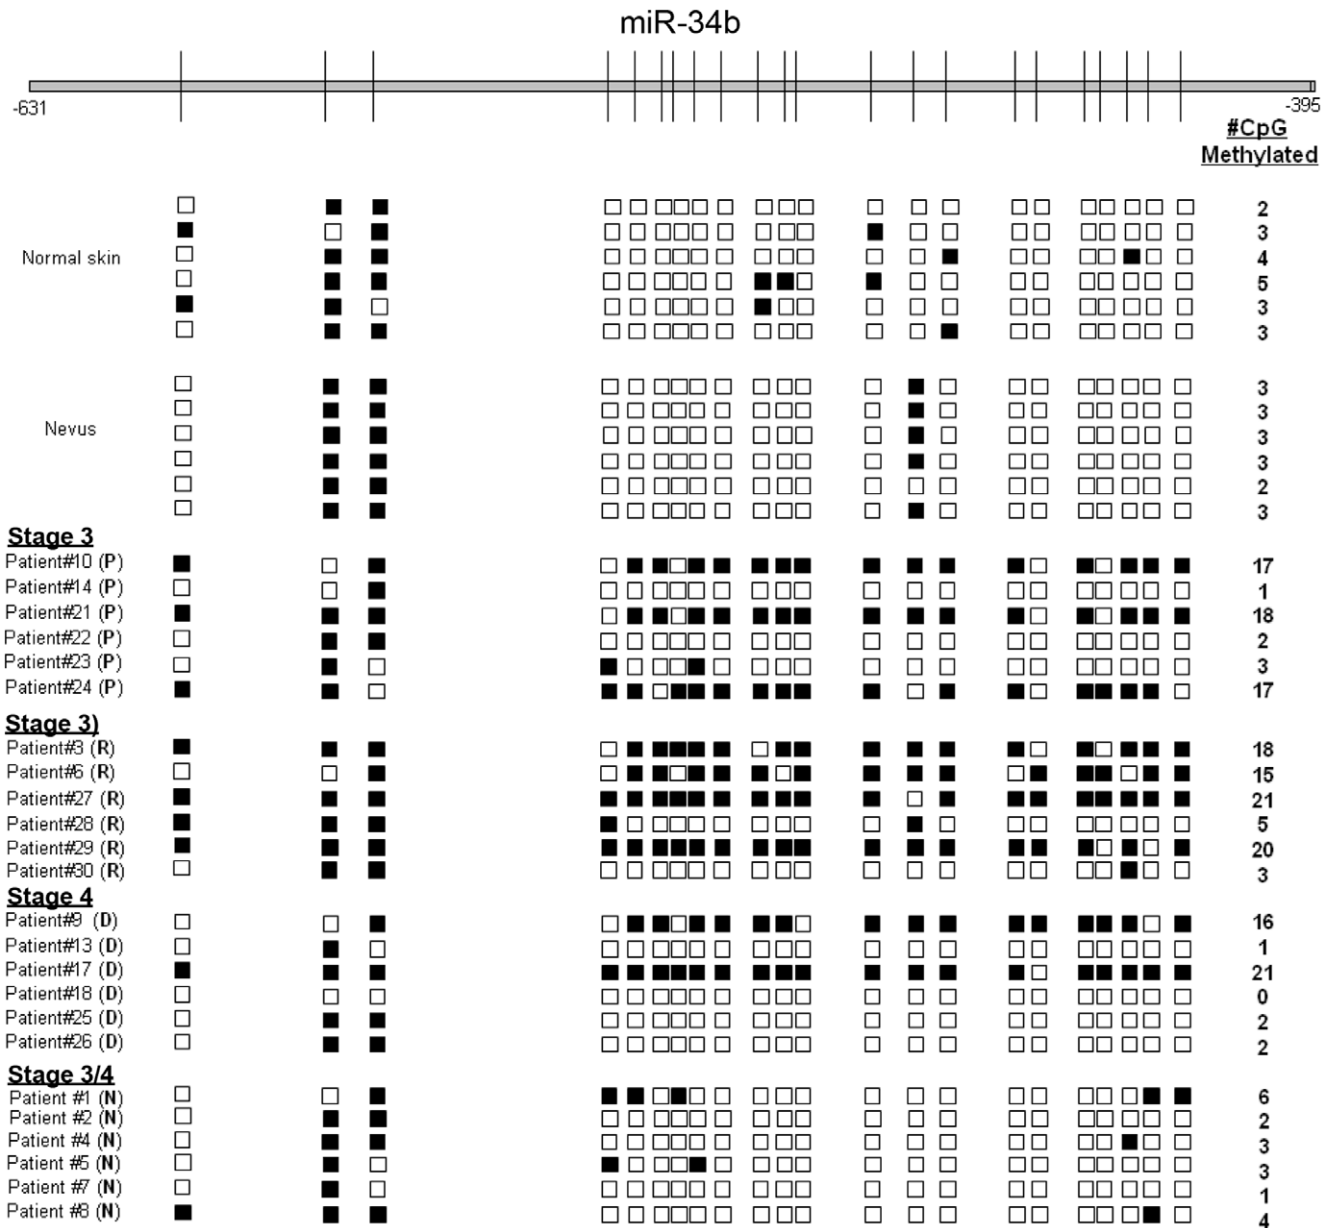 miR-34b
-631
-395
#CpG
Methylated
2
3
Normal skin 4
5
3
3
3
3
Nevus 3
3
2
3
Stage 3
Patient#10 (P) 17
Patient#14 (P) 1
Patient#21 (P) 18
Patient#22 (P) 2
Patient#23 (P) 3
Patient#24 (P) 17
Stage 3)
Patient#3 (R) 18
Patient#6 (R) 15
Patient#27 (R) 21
Patient#28 (R) 5
Patient#29 (R) 20
Patient#30 (R) 3
Stage 4
Patient#9 (D) 16
Patient#13 (D) 1
Patient#17 (D) 21
Patient#18 (D) 0
Patient#25 (D) 2
Patient#26 (D) 2
Stage 3/4
Patient #1 (N) 6
Patient #2 (N) 2
Patient #4 (N) 3
Patient #5 (N) 3
Patient #7 (N) 1
Patient #8 (N) 4